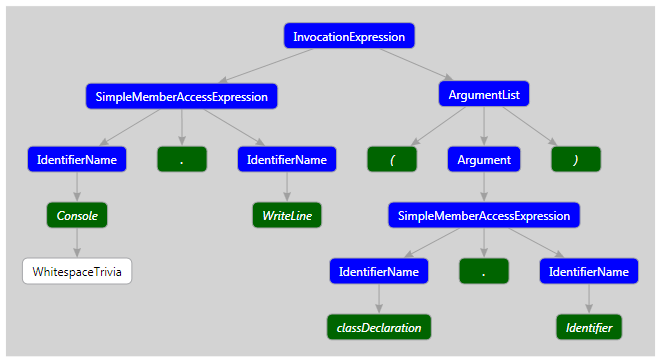 InvocationExpression
SimpleMemberAccessExpression
ArgumentList
IdentifierName
.
IdentifierName
(
Argument
)
Console
WriteLine
SimpleMemberAccessExpression
WhitespaceTrivia
IdentifierName
.
IdentifierName
classDeclaration
Identifier